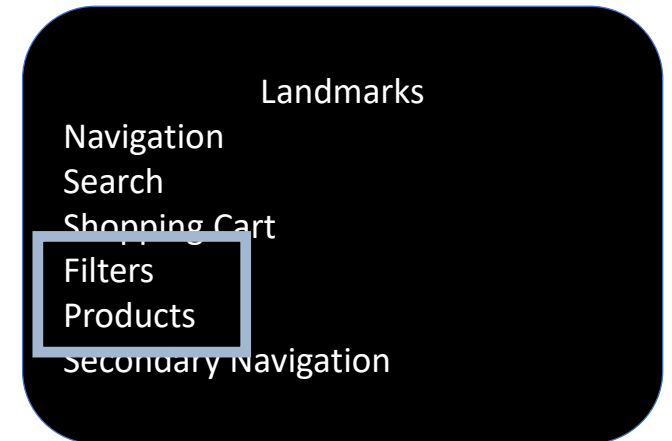 Landmarks
Navigation
Search
Shopping Cart
Filters
Products
Secondary Navigation